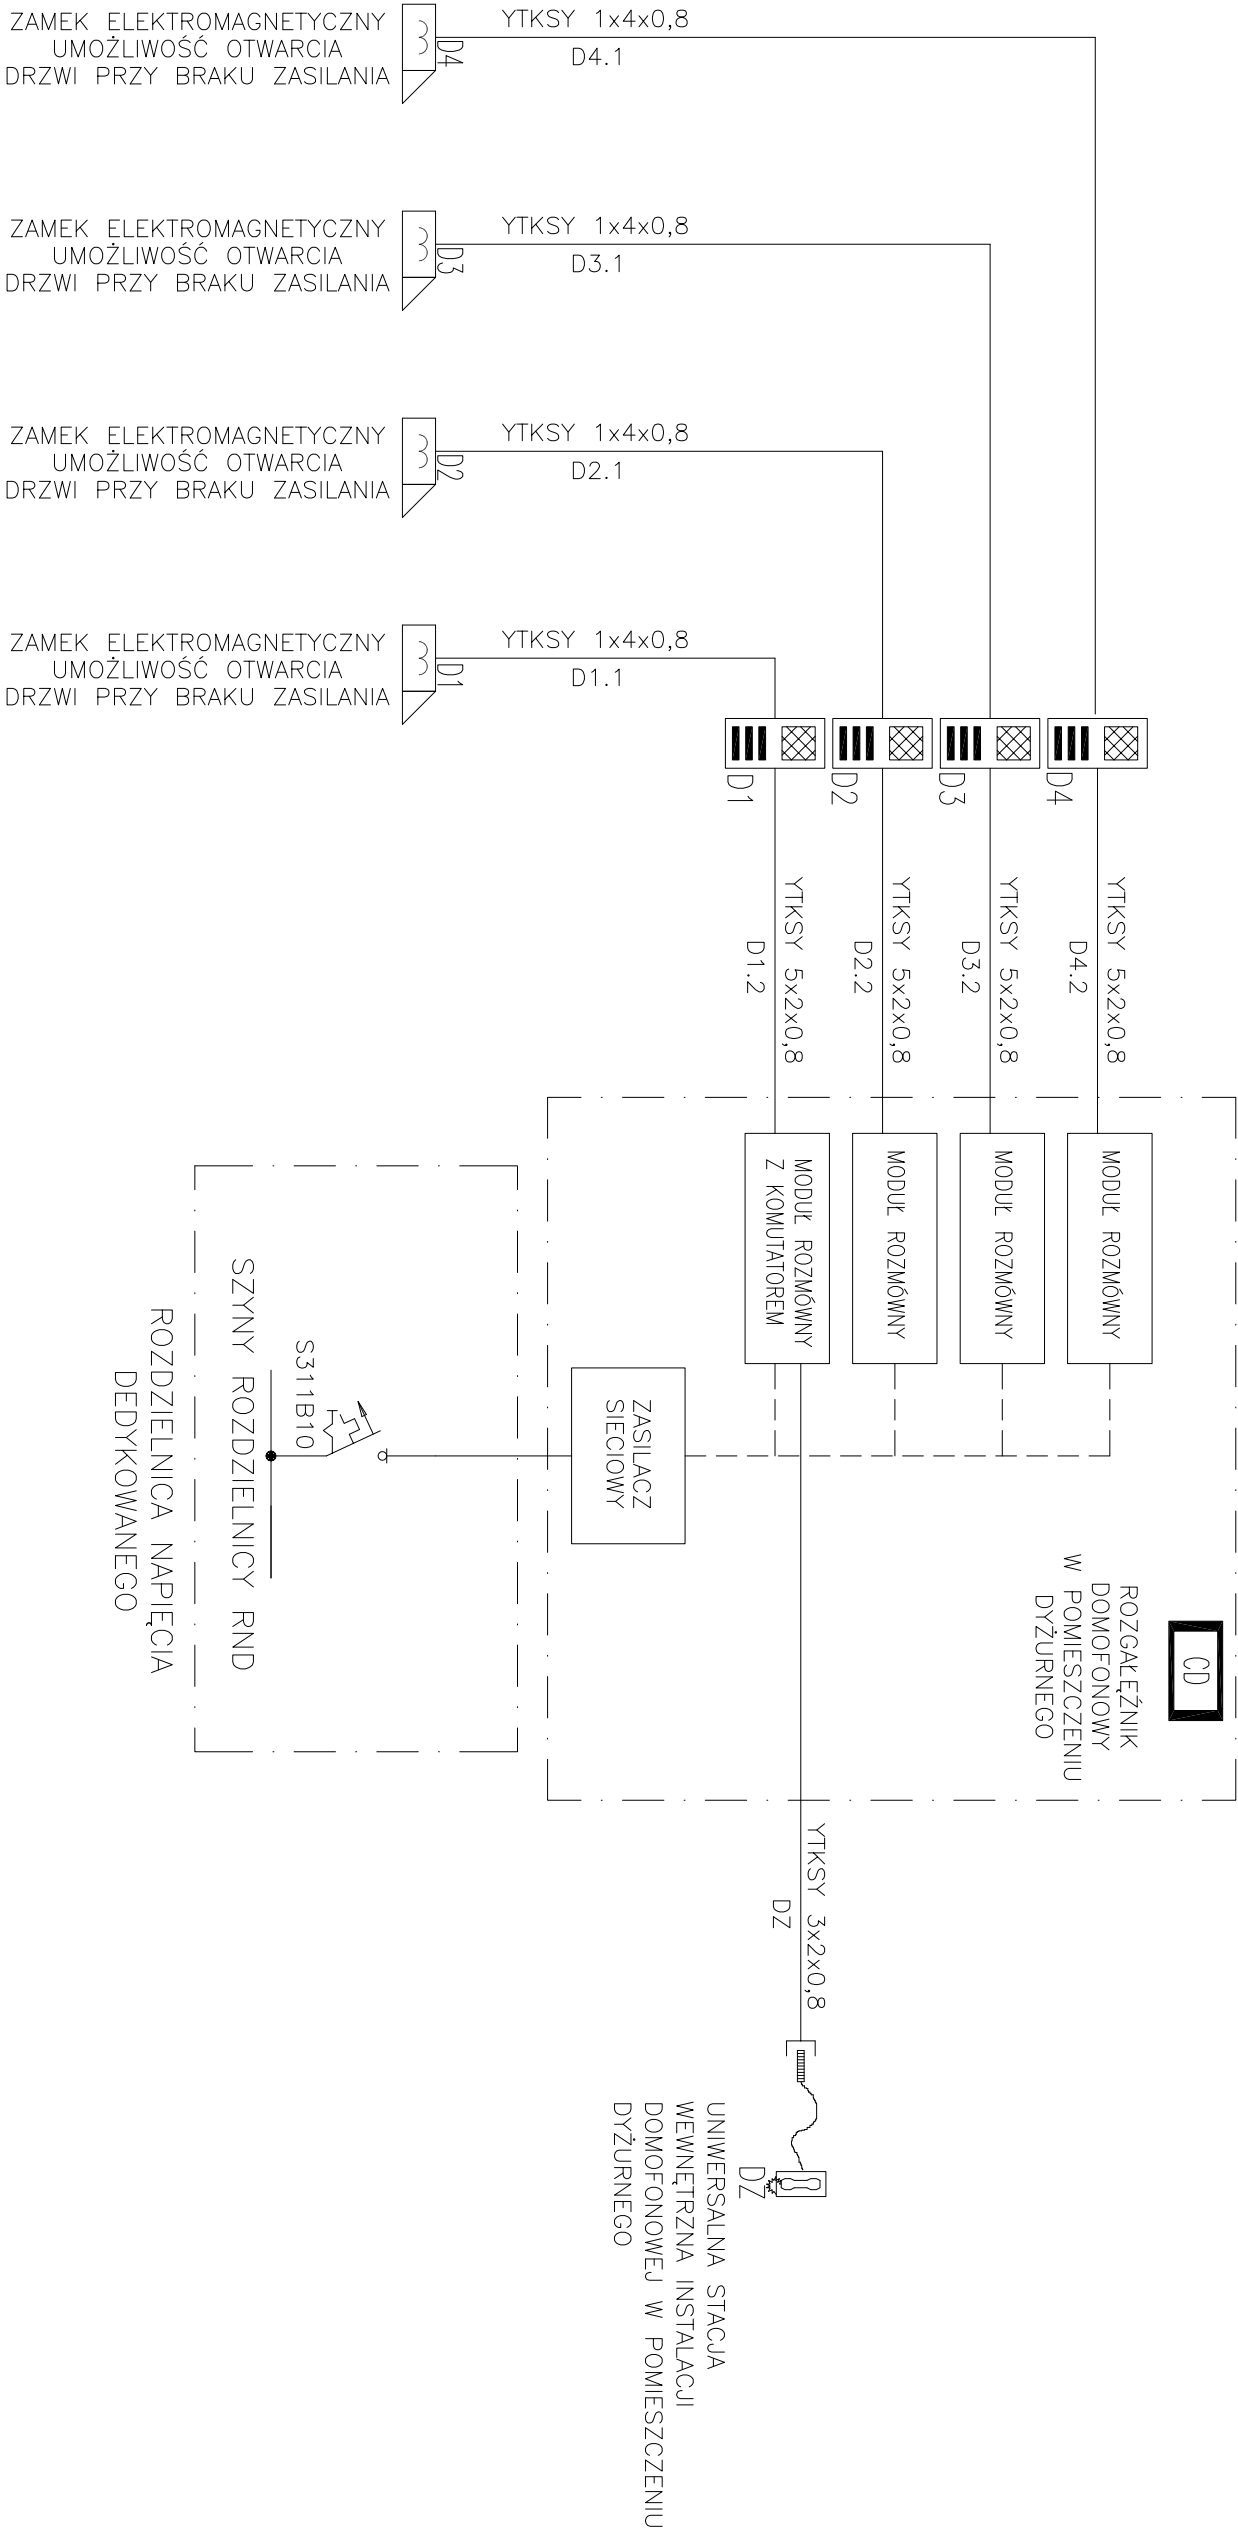 ZAMEK ELEKTROMAGNETYCZNY
UMOŻLIWOŚĆ OTWARCIA
DRZWI PRZY BRAKU ZASILANIA
D4
YTKSY 1x4x0,8
D4.1
ZAMEK ELEKTROMAGNETYCZNY
UMOŻLIWOŚĆ OTWARCIA
DRZWI PRZY BRAKU ZASILANIA
D3
YTKSY 1x4x0,8
D3.1
ZAMEK ELEKTROMAGNETYCZNY
UMOŻLIWOŚĆ OTWARCIA
DRZWI PRZY BRAKU ZASILANIA
D2
YTKSY 1x4x0,8
D2.1
ZAMEK ELEKTROMAGNETYCZNY
UMOŻLIWOŚĆ OTWARCIA
DRZWI PRZY BRAKU ZASILANIA
D1
YTKSY 1x4x0,8
D1.1
D4
D3
D2
D1
YTKSY 5x2x0,8
D4.2
YTKSY 5x2x0,8
D3.2
YTKSY 5x2x0,8
D2.2
YTKSY 5x2x0,8
D1.2
MODUŁ ROZMÓWNY
MODUŁ ROZMÓWNY
MODUŁ ROZMÓWNY
MODUŁ ROZMÓWNY
Z KOMUTATOREM
ZASILACZ
SIECIOWY
S311B10
SZYNY ROZDZIELNICY RND
ROZDZIELNICA NAPIĘCIA
DEDYKOWANEGO
CD
ROZGAŁĘŹNIK
DOMOFONOWY
W POMIESZCZENIU
DYŻURNEGO
YTKSY 3x2x0,8
DZ
DZ
UNIWERSALNA STACJA
WEWNĘTRZNA INSTALACJI
DOMOFONOWEJ W POMIESZCZENIU
DYŻURNEGO